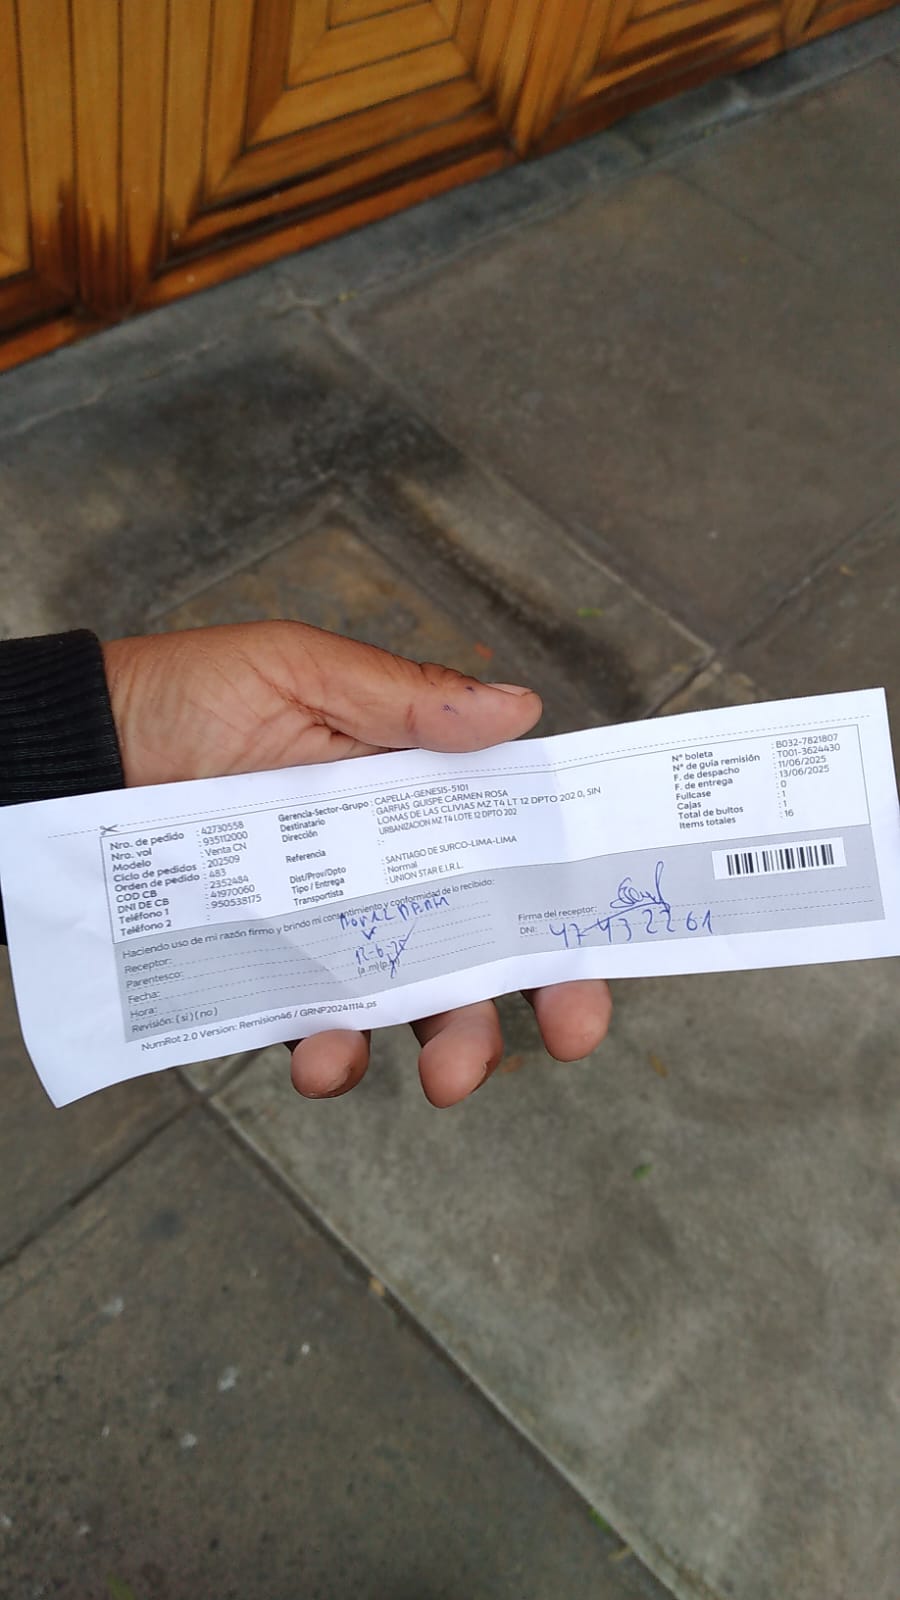 Nro. de pedido : 42730558
Nro. vol : 935112000
Modelo : Venta CN
Ciclo de pedidos : 202509
Orden de pedido : 483
COD CB : 2352484
DNI DE CB : 41970060
Teléfono 1 : 950538175
Teléfono 2 :
Gerencia-Sector-Grupo : CAPELLA-GENESIS-5101
Destinatario : GARFIAS QUISPE CARMEN ROSA
Dirección : LOMAS DE LAS CLIVIAS MZ T4 LT 12 DPTO 202 0, SIN
URBANIZACION MZ T4 LOTE 12 DPTO 202
Referencia : -
Dist/Prov/Dpto : SANTIAGO DE SURCO-LIMA-LIMA
Tipo / Entrega : Normal
Transportista : UNION STAR E.I.R.L.
N° boleta : B032-7821807
N° de guía remisión : T001-3624430
F. de despacho : 11/06/2025
F. de entrega : 13/06/2025
Fullcase : 0
Cajas : 1
Total de bultos : 1
Items totales : 16
Haciendo uso de mi razón firmo y brindo mi consentimiento y conformidad de lo recibido:
Receptor:
Parentesco:
Fecha: 12-6-25
Hora: (a.m)(p.m)
Revisión: ( si ) ( no )
Firma del receptor:
DNI: 47432261
NumRot 2.0 Version: Remision46 / GRNP20241114.ps